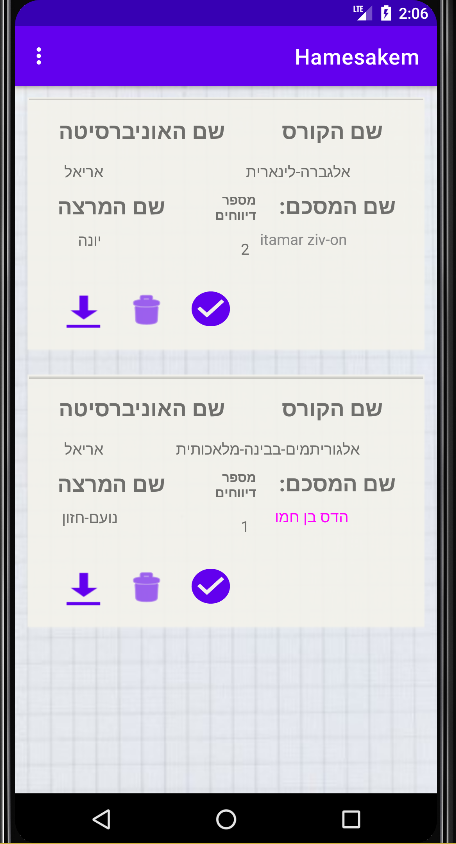 LTE 2:06
Hamesakem
שם הקורס שם האוניברסיטה
אלגברה-לינארית אריאל
שם המסכם: מספר דיווחים שם המרצה
itamar ziv-on 2 יונה
שם הקורס שם האוניברסיטה
אלגוריתמים-בבינה-מלאכותית אריאל
שם המסכם: מספר דיווחים שם המרצה
הדס בן חמו 1 נועם-חזון